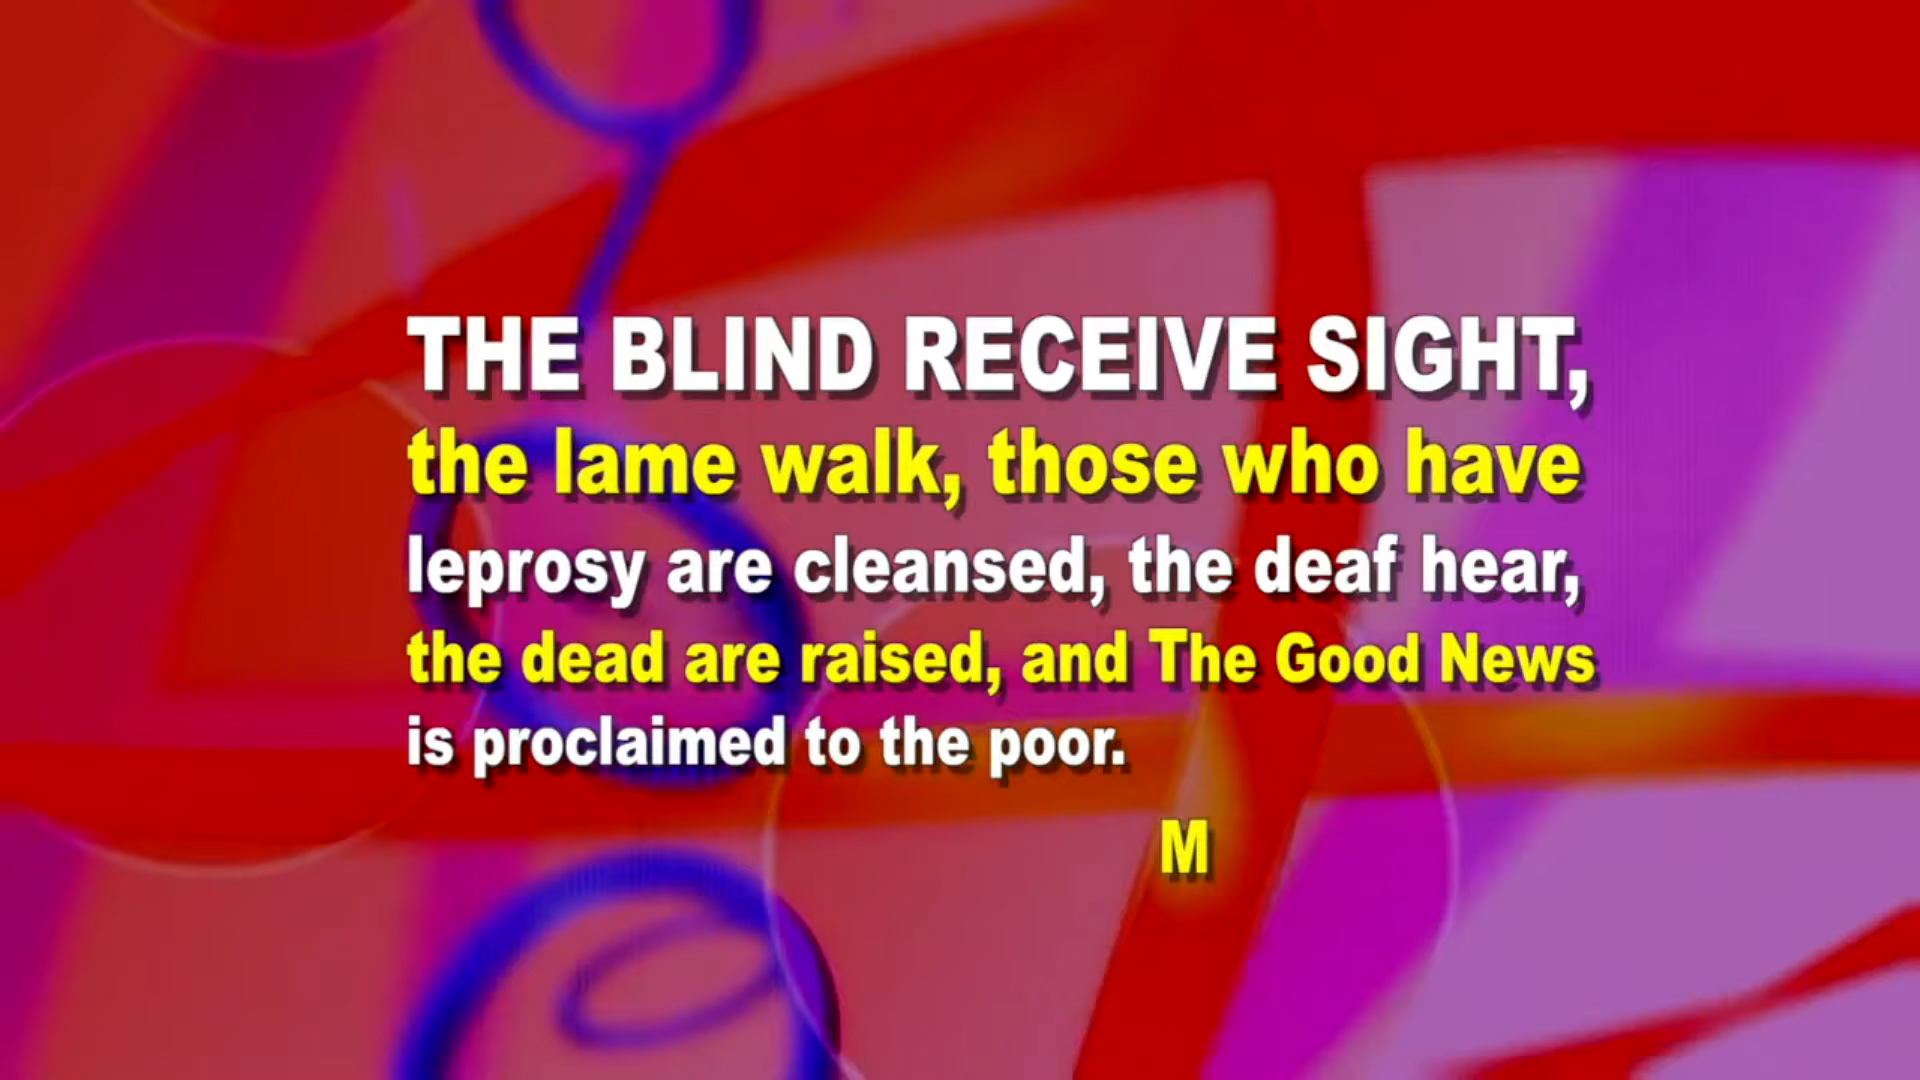 THE BLIND RECEIVE SIGHT,
the lame walk, those who have
leprosy are cleansed, the deaf hear,
the dead are raised, and The Good News
is proclaimed to the poor.
M